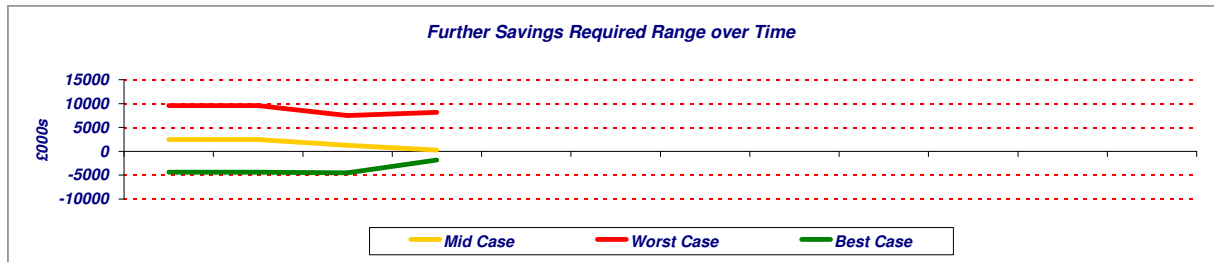 Further Savings Required Range over Time
15000
10000
5000
0
-5000
-10000
£000s
Mid Case Worst Case Best Case